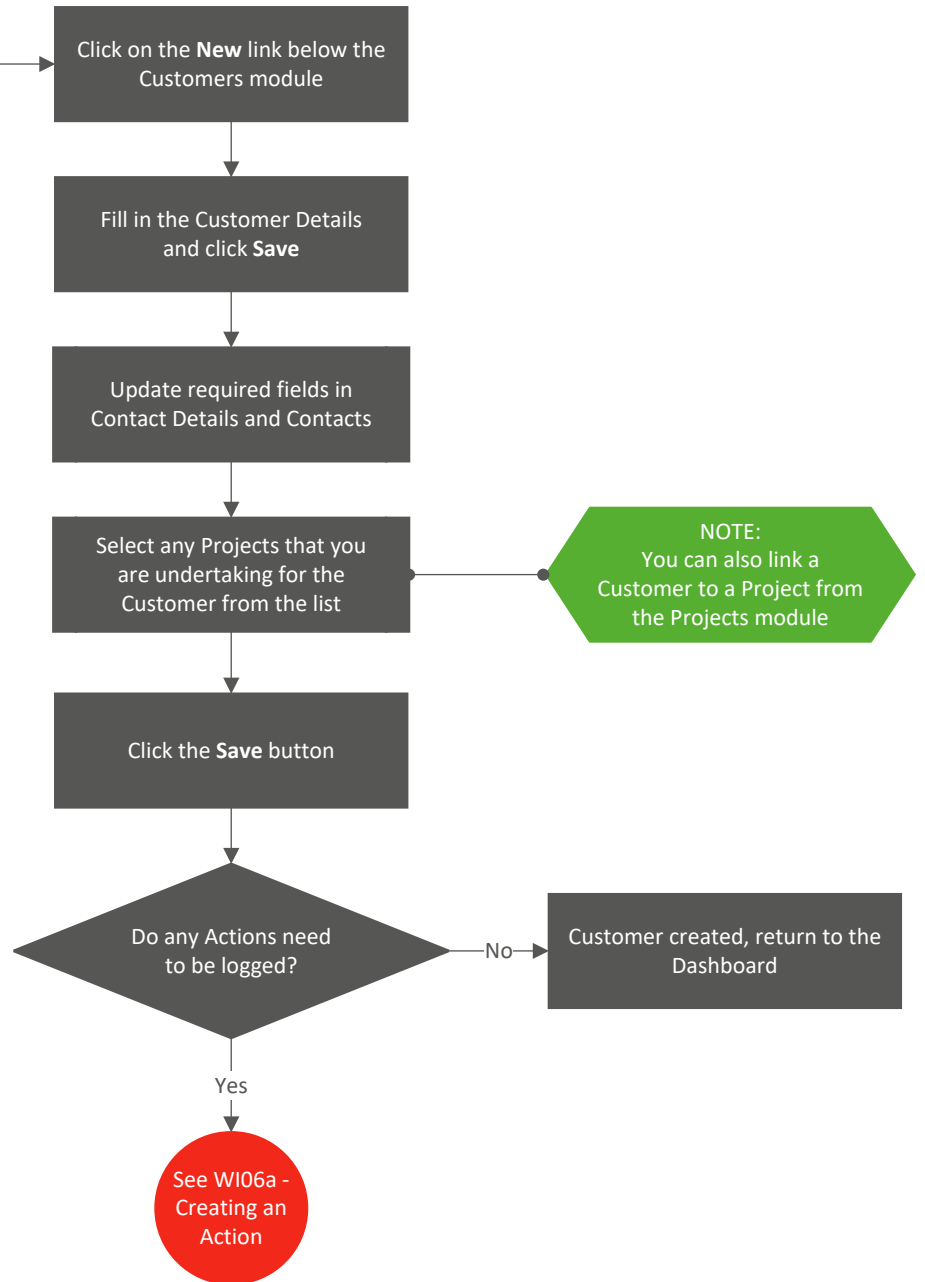 Click on the New link below the
Customers module
Fill in the Customer Details
and click Save
Update required fields in
Contact Details and Contacts
Select any Projects that you
are undertaking for the
Customer from the list
NOTE:
You can also link a
Customer to a Project from
the Projects module
Click the Save button
Do any Actions need
to be logged?
No
Customer created, return to the
Dashboard
Yes
See WI06a -
Creating an
Action